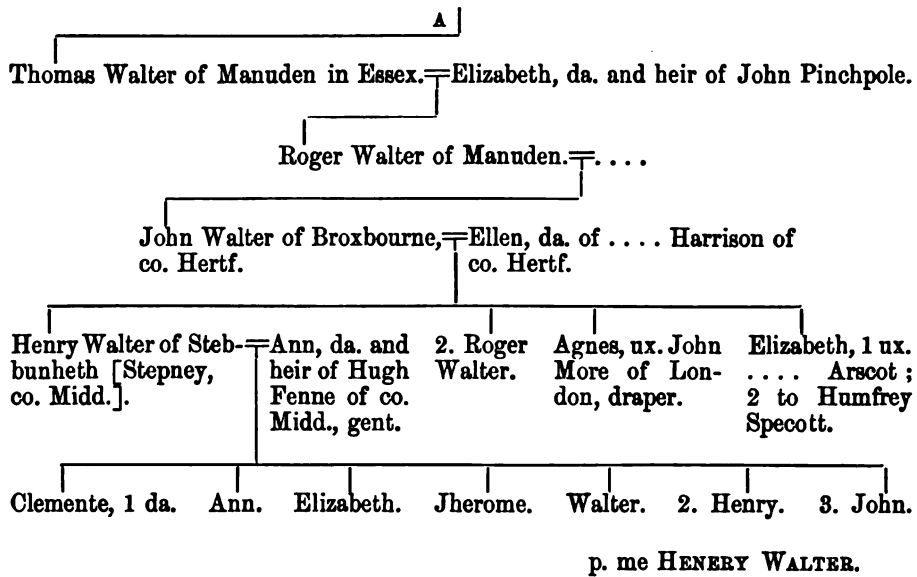 A
Thomas Walter of Manuden in Essex.=Elizabeth, da. and heir of John Pinchpole.
Roger Walter of Manuden.=. . . .
John Walter of Broxbourne,=Ellen, da. of . . . . Harrison of
co. Hertf. co. Hertf.
Henry Walter of Steb-=Ann, da. and 2. Roger Agnes, ux. John Elizabeth, 1 ux.
bunheth [Stepney, heir of Hugh Walter. More of Lon- . . . . Arscot ;
co. Midd.]. Fenne of co. don, draper. 2 to Humfrey
Midd., gent. Specott.
Clemente, 1 da. Ann. Elizabeth. Jherome. Walter. 2. Henry. 3. John.
p. me HENERY WALTER.